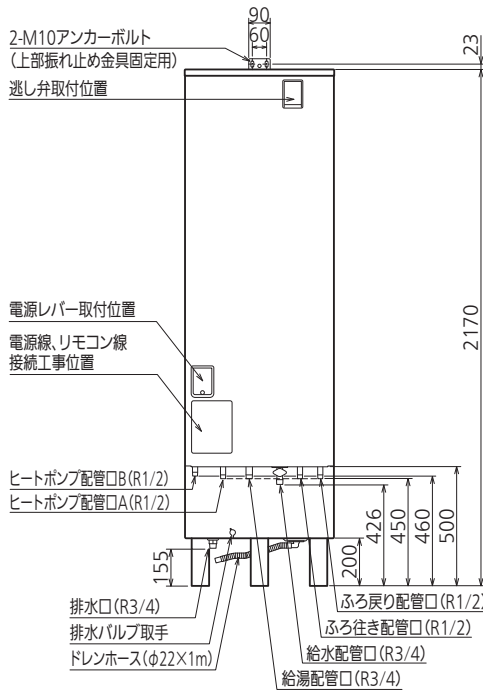 90
60
2-M10アンカーボルト
(上部振れ止め金具固定用)
23
逃し弁取付位置
2170
電源レバー取付位置
電源線、リモコン線
接続工事位置
ヒートポンプ配管口B(R1/2)
ヒートポンプ配管口A(R1/2)
155
200
426
450
460
500
排水口(R3/4)
排水バルブ取手
ドレンホース(φ22×1m)
ふろ戻り配管口(R1/2)
ふろ往き配管口(R1/2)
給水配管口(R3/4)
給湯配管口(R3/4)